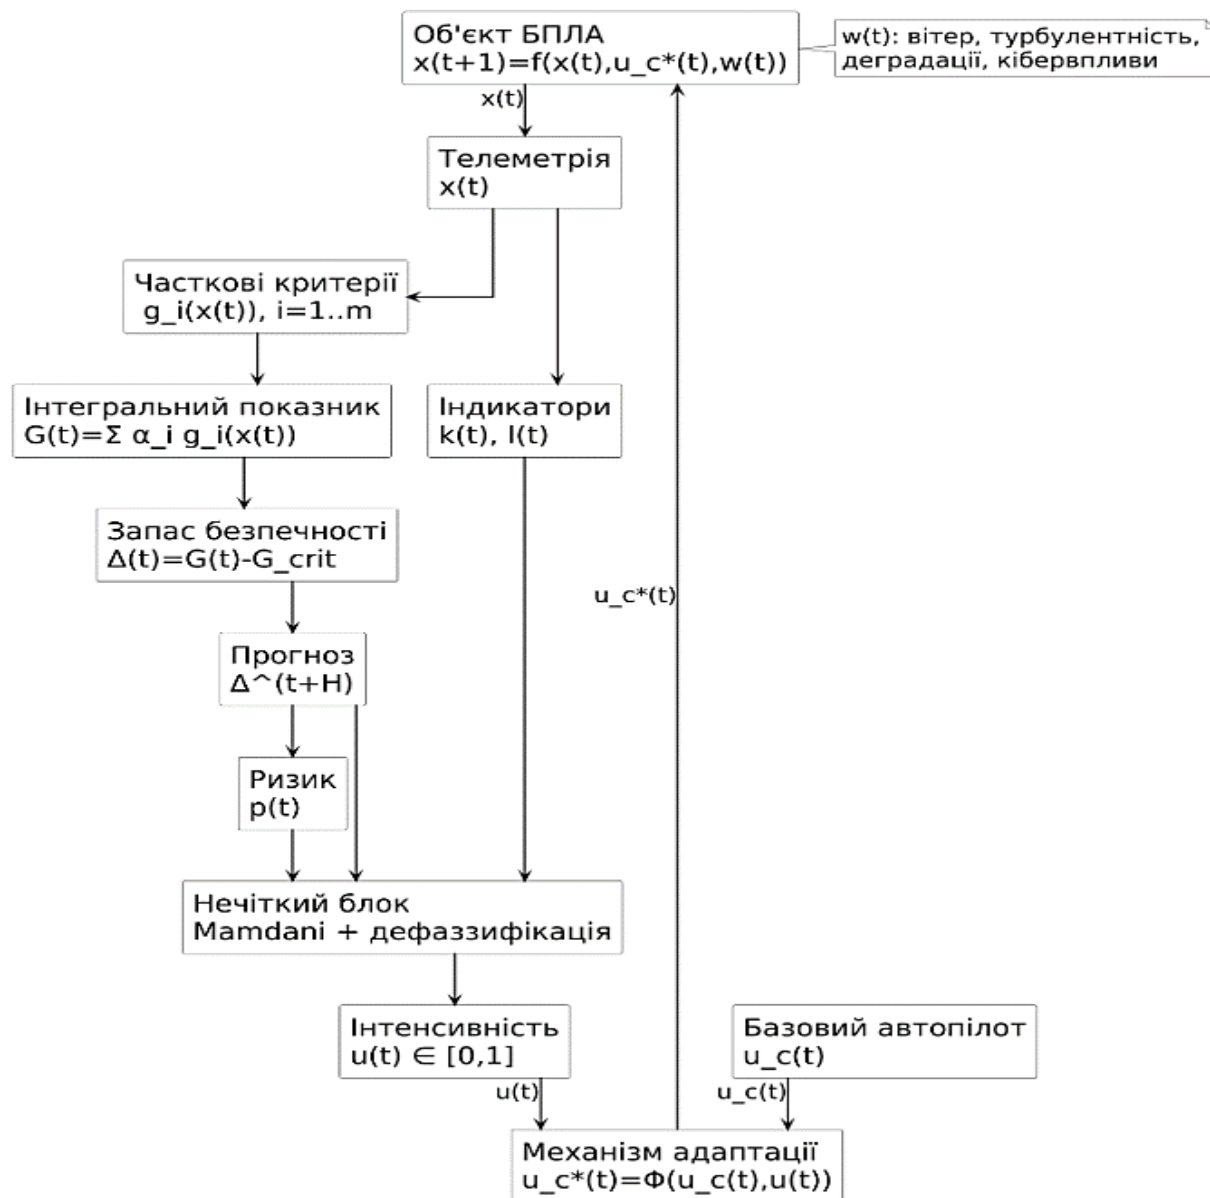 Об'єкт БПЛА
x(t+1)=f(x(t),u_c*(t),w(t))
w(t): вітер, турбулентність,
деградації, кібервпливи
x(t)
Телеметрія
x(t)
Часткові критерії
g_i(x(t)), i=1..m
Інтегральний показник
G(t)=Σ α_i g_i(x(t))
Індикатори
k(t), l(t)
Запас безпечності
Δ(t)=G(t)-G_crit
u_c*(t)
Прогноз
Δ^(t+H)
Ризик
p(t)
Нечіткий блок
Mamdani + дефаззифікація
Інтенсивність
u(t) ∈ [0,1]
Базовий автопілот
u_c(t)
u(t)
u_c(t)
Механізм адаптації
u_c*(t)=Φ(u_c(t),u(t))